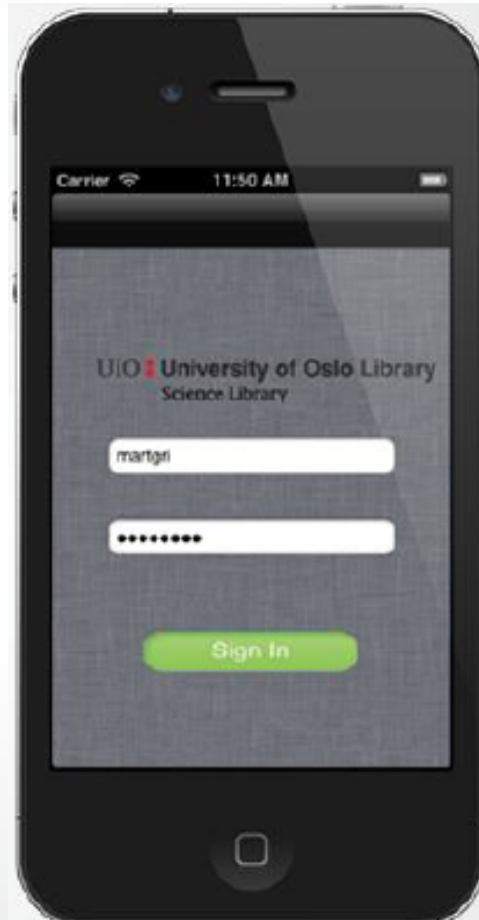 Carrier 11:50 AM
UiO: University of Oslo Library
Science Library
martgri
••••••••
Sign In